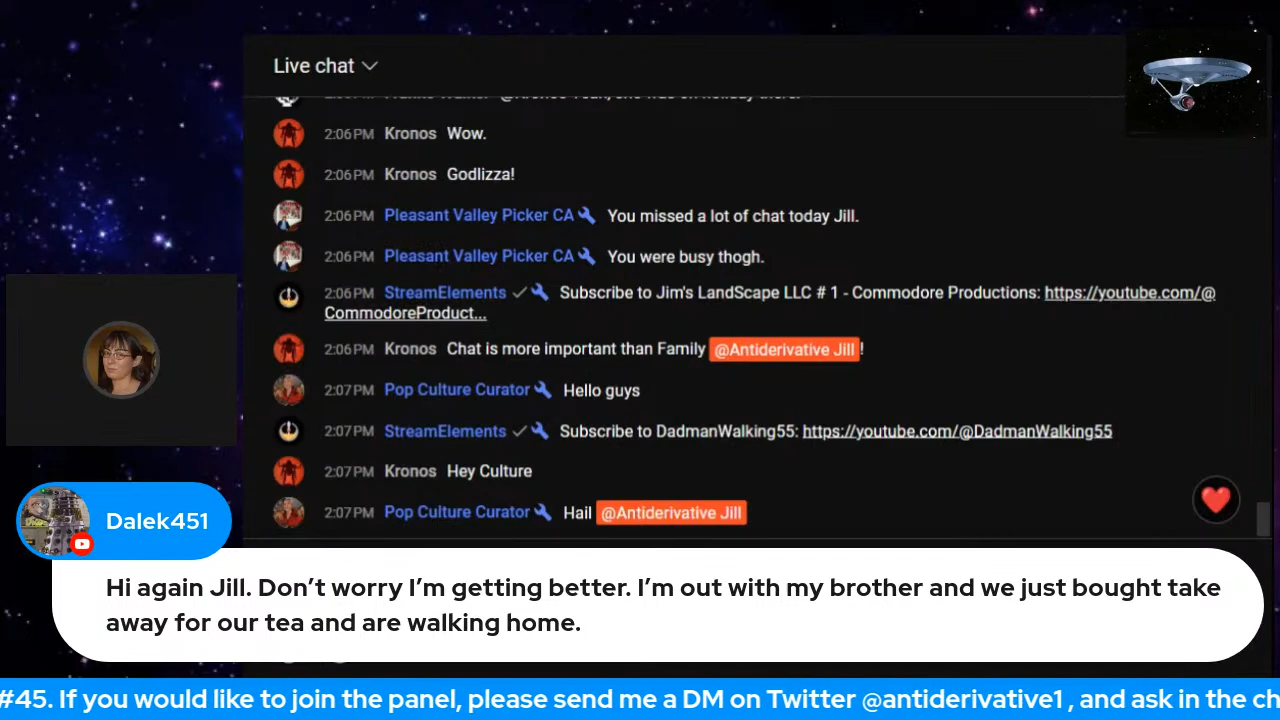 Live chat
2:06PM Kronos Wow.
2:06PM Kronos Godlizza!
2:06PM Pleasant Valley Picker CA You missed a lot of chat today Jill.
2:06PM Pleasant Valley Picker CA You were busy thogh.
2:06PM StreamElements Subscribe to Jim's LandScape LLC # 1 - Commodore Productions: https://youtube.com/@
CommodoreProduct...
2:06PM Kronos Chat is more important than Family @Antiderivative Jill!
2:07PM Pop Culture Curator Hello guys
2:07PM StreamElements Subscribe to DadmanWalking55: https://youtube.com/@DadmanWalking55
2:07PM Kronos Hey Culture
2:07PM Pop Culture Curator Hail @Antiderivative Jill
Dalek451
Hi again Jill. Don’t worry I’m getting better. I’m out with my brother and we just bought take
away for our tea and are walking home.
#45. If you would like to join the panel, please send me a DM on Twitter @antiderivative1 , and ask in the ch